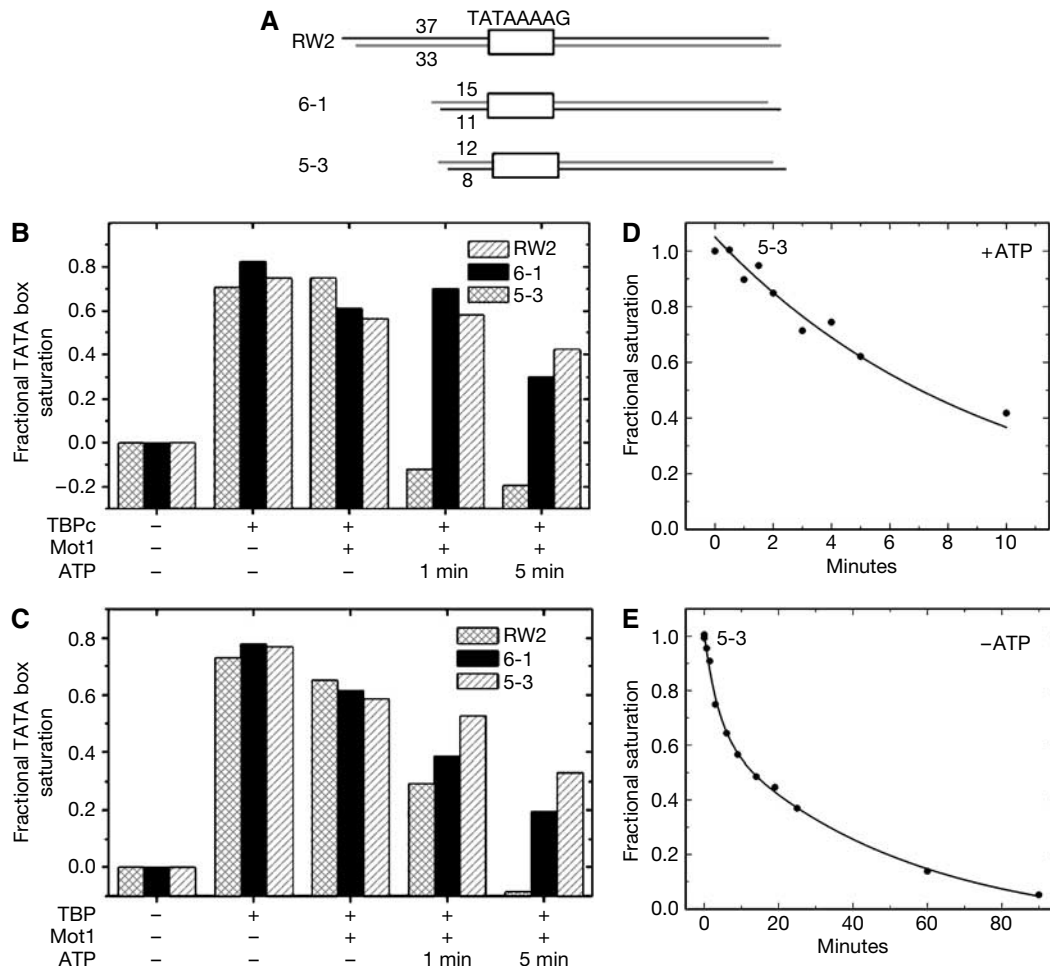 A
TATAAAAG
RW2
37
33
6-1
15
11
5-3
12
8
B
Fractional TATA box
saturation
0.8
0.6
0.4
0.2
0.0
−0.2
RW2
6-1
5-3
TBPc – + + + +
Mot1 – – + + +
ATP – – – 1 min 5 min
C
Fractional TATA box
saturation
0.8
0.6
0.4
0.2
0.0
RW2
6-1
5-3
TBP – + + + +
Mot1 – – + + +
ATP – – – 1 min 5 min
D
Fractional saturation
1.0
0.8
0.6
0.4
0.2
0.0
5-3
+ATP
0 2 4 6 8 10
Minutes
E
Fractional saturation
1.0
0.8
0.6
0.4
0.2
0.0
5-3
−ATP
0 20 40 60 80
Minutes